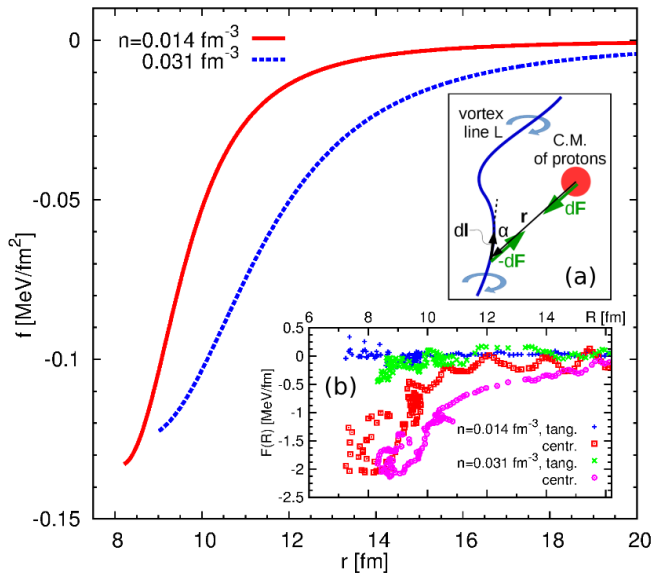 n=0.014 fm⁻³
0.031 fm⁻³
0
-0.05
-0.1
-0.15
f [MeV/fm²]
8 10 12 14 16 18 20
r [fm]
vortex
line L
C.M.
of protons
dF
r
α
dl
-dF
(a)
6 8 10 12 14 R [fm]
0.5
0
-0.5
-1
-1.5
-2
-2.5
F(R) [MeV/fm]
(b)
n=0.014 fm⁻³, tang.
centr.
n=0.031 fm⁻³, tang.
centr.